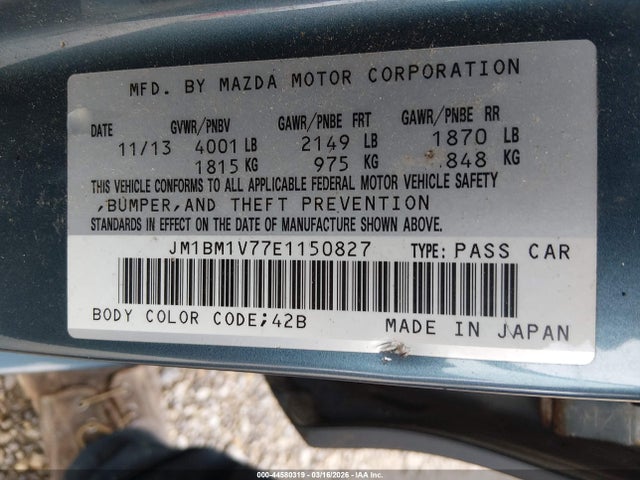 MFD. BY MAZDA MOTOR CORPORATION
DATE GVWR/PNBV GAWR/PNBE FRT GAWR/PNBE RR
11/13 4001 LB 2149 LB 1870 LB
1815 KG 975 KG 848 KG
THIS VEHICLE CONFORMS TO ALL APPLICABLE FEDERAL MOTOR VEHICLE SAFETY
,BUMPER,AND THEFT PREVENTION
STANDARDS IN EFFECT ON THE DATE OF MANUFACTURE SHOWN ABOVE.
JM1BM1V77E1150827 TYPE: PASS CAR
BODY COLOR CODE;42B MADE IN JAPAN
000-44580319 - 03/16/2026 - IAA Inc.